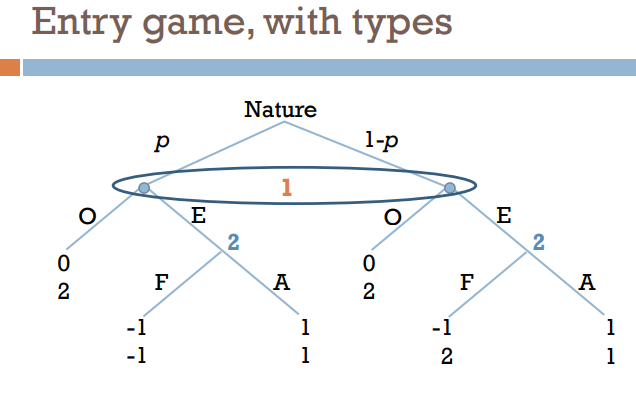 Entry game, with types
Nature
p 1-p
1
O E O E
2 2
0 F A 0 F A
2 2
-1 1 -1 1
-1 1 2 1